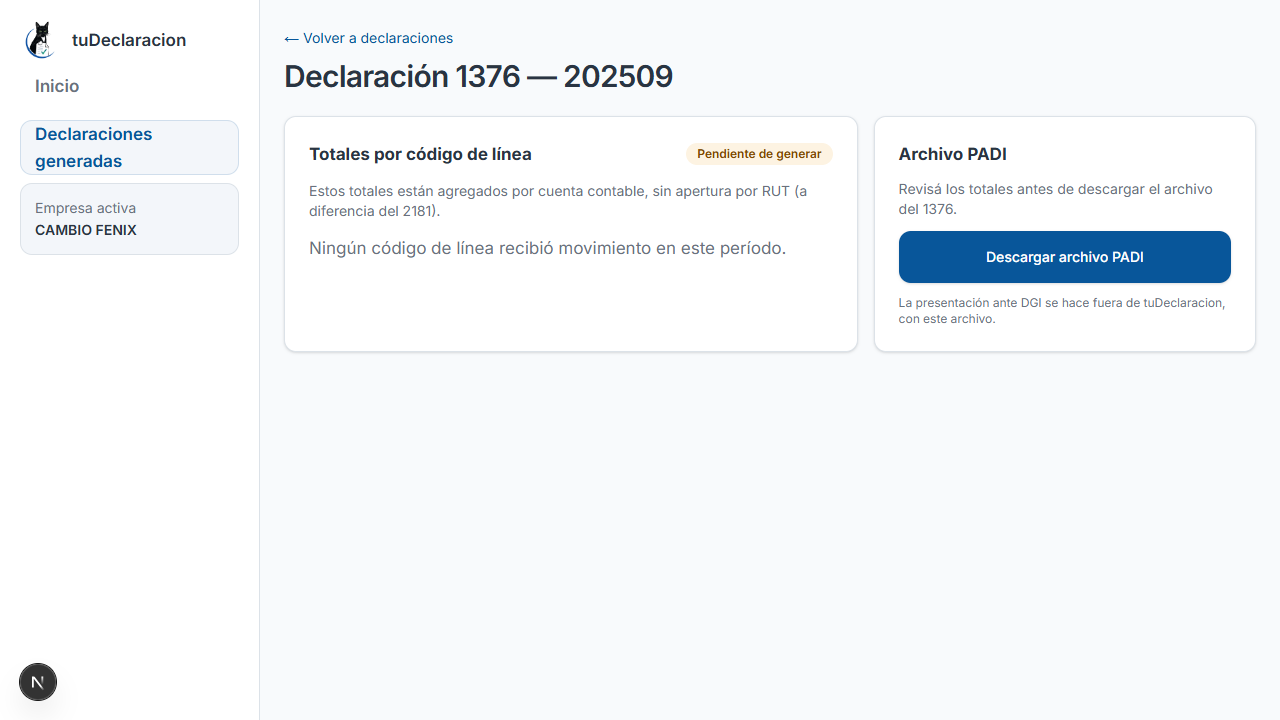 tuDeclaracion
Inicio
Declaraciones
generadas
Empresa activa
CAMBIO FENIX
← Volver a declaraciones
Declaración 1376 — 202509
Totales por código de línea
Pendiente de generar
Estos totales están agregados por cuenta contable, sin apertura por RUT (a
diferencia del 2181).
Ningún código de línea recibió movimiento en este período.
Archivo PADI
Revisá los totales antes de descargar el archivo
del 1376.
Descargar archivo PADI
La presentación ante DGI se hace fuera de tuDeclaracion,
con este archivo.
N